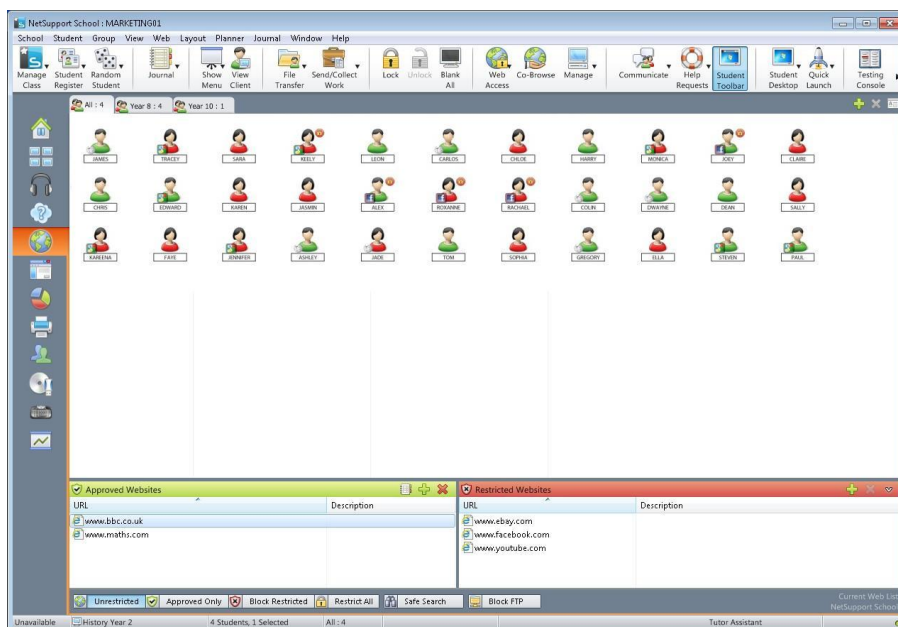 NetSupport School : MARKETING01
School Student Group View Web Layout Planner Journal Window Help
Manage Class
Student Register
Random Student
Journal
Show Menu
View Client
File Transfer
Send/Collect Work
Lock
Unlock
Blank All
Web Access
Co-Browse
Manage
Communicate
Help Requests
Student Toolbar
Student Desktop
Quick Launch
Testing Console
All : 4
Year 8 : 4
Year 10 : 1
JAMES TRACEY SARA KEELY LEON CARLOS CHLOE HARRY MONICA JOEY CLAIRE
CHRIS EDWARD KAREN JASMIN ALEX ROXANNE RACHAEL COLIN DWAYNE DEAN SALLY
KAREENA FAYE JENNIFER ASHLEY JADE TOM SOPHIA GREGORY ELLA STEVEN PAUL
Approved Websites
URL Description
www.bbc.co.uk
www.maths.com
Restricted Websites
URL Description
www.ebay.com
www.facebook.com
www.youtube.com
Unrestricted Approved Only Block Restricted Restrict All Safe Search Block FTP
Current Web List
NetSupport School
Unavailable History Year 2 4 Students, 1 Selected All : 4 Tutor Assistant